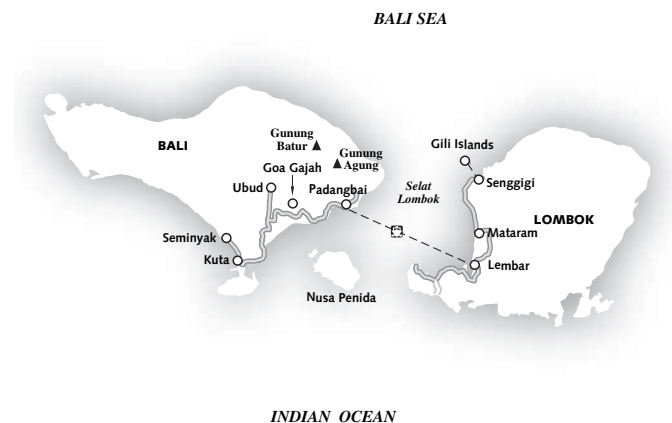 BALI SEA
Gunung
Batur
Gili Islands
BALI
Gunung
Agung
Goa Gajah
Ubud
Padangbai
Selat
Lombok
Senggigi
LOMBOK
Seminyak
Mataram
Kuta
Lembar
Nusa Penida
INDIAN OCEAN